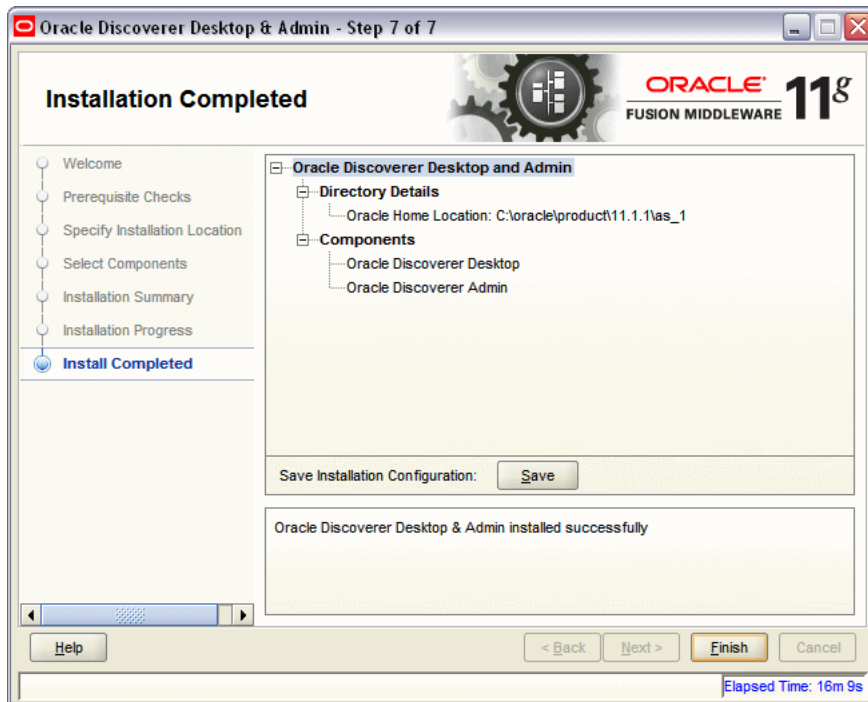 Oracle Discoverer Desktop & Admin - Step 7 of 7
Installation Completed
ORACLE
FUSION MIDDLEWARE 11g
Welcome
Prerequisite Checks
Specify Installation Location
Select Components
Installation Summary
Installation Progress
Install Completed
Oracle Discoverer Desktop and Admin
Directory Details
Oracle Home Location: C:\oracle\product\11.1.1\as_1
Components
Oracle Discoverer Desktop
Oracle Discoverer Admin
Save Installation Configuration: Save
Oracle Discoverer Desktop & Admin installed successfully
Help < Back Next > Finish Cancel
Elapsed Time: 16m 9s